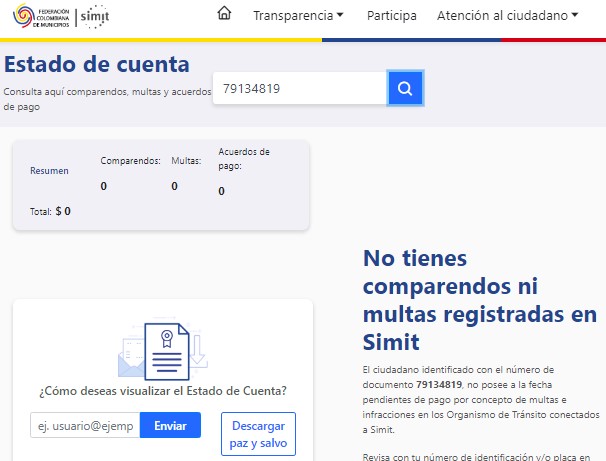 FEDERACIÓN
COLOMBIANA
DE MUNICIPIOS
simit
Transparencia
Participa
Atención al ciudadano
Estado de cuenta
Consulta aquí comparendos, multas y acuerdos
de pago
79134819
Resumen
Comparendos:
0
Multas:
0
Acuerdos de
pago:
0
Total: $ 0
No tienes
comparendos ni
multas registradas en
Simit
El ciudadano identificado con el número de
documento 79134819, no posee a la fecha
pendientes de pago por concepto de multas e
infracciones en los Organismo de Tránsito conectados
a Simit.
Revisa con tu número de identificación y/o placa en
¿Cómo deseas visualizar el Estado de Cuenta?
ej. usuario@ejemp
Enviar
Descargar
paz y salvo